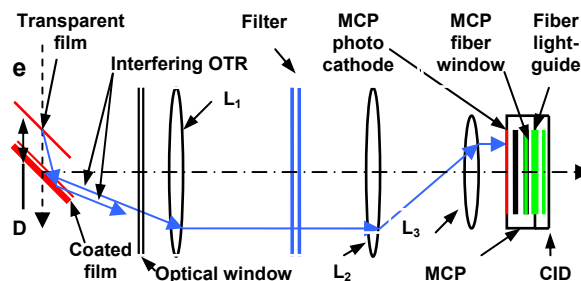 Transparent
film
e
Interfering OTR
L1
Filter
MCP
photo
cathode
MCP
fiber
window
Fiber
light-
guide
D
Coated
film
Optical window
L2
L3
MCP
CID